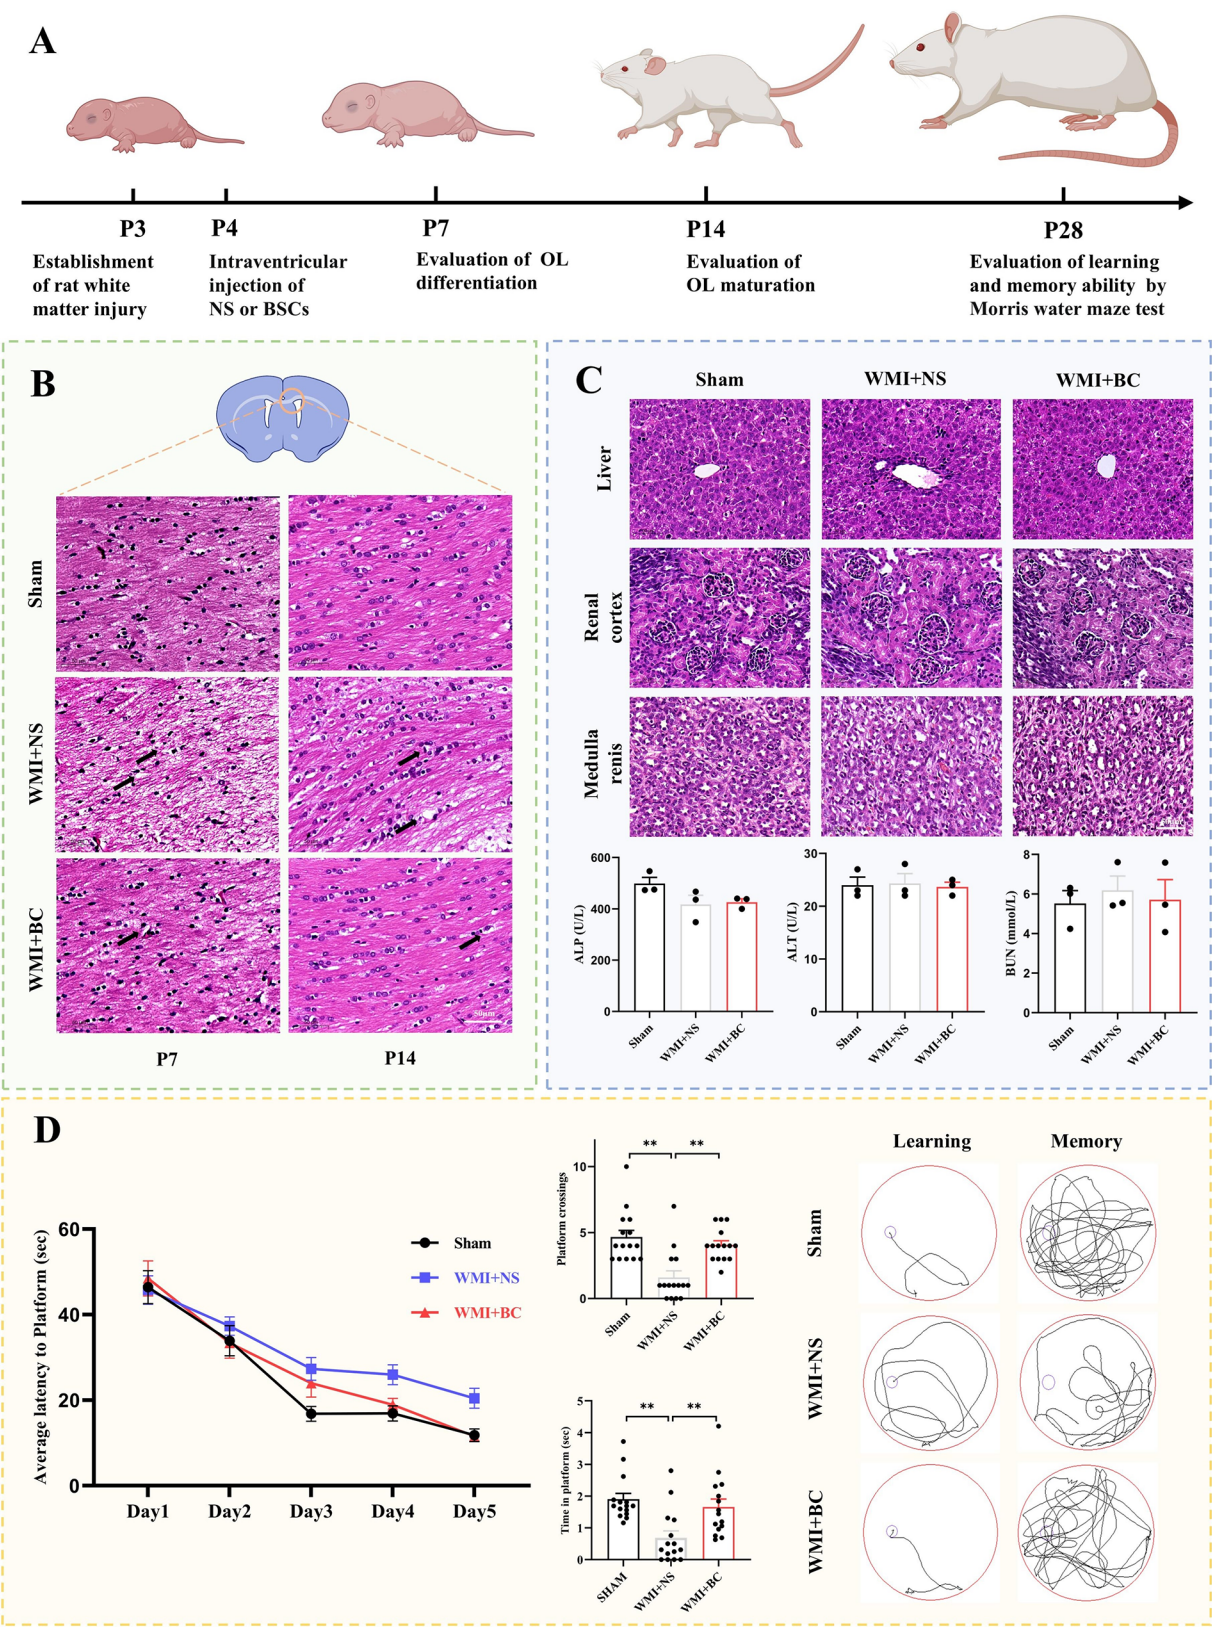 A
P3
P4
P7
P14
P28
Establishment
of rat white
matter injury
Intraventricular
injection of
NS or BSCs
Evaluation of OL
differentiation
Evaluation of
OL maturation
Evaluation of learning
and memory ability by
Morris water maze test
B
Sham
WMI+NS
WMI+BC
50μm
P7
P14
C
Sham
WMI+NS
WMI+BC
Liver
Renal
cortex
Medulla
renis
50μm
ALP (U/L)
600
400
200
0
Sham
WMI+NS
WMI+BC
ALT (U/L)
30
20
10
0
Sham
WMI+NS
WMI+BC
BUN (mmol/L)
8
6
4
2
0
Sham
WMI+NS
WMI+BC
D
Average latency to Platform (sec)
60
40
20
0
Day1
Day2
Day3
Day4
Day5
Sham
WMI+NS
WMI+BC
Platform crossings
10
5
0
**
**
Sham
WMI+NS
WMI+BC
Time in platform (sec)
5
4
3
2
1
0
**
**
SHAM
WMI+NS
WMI+BC
Learning
Memory
Sham
WMI+NS
WMI+BC